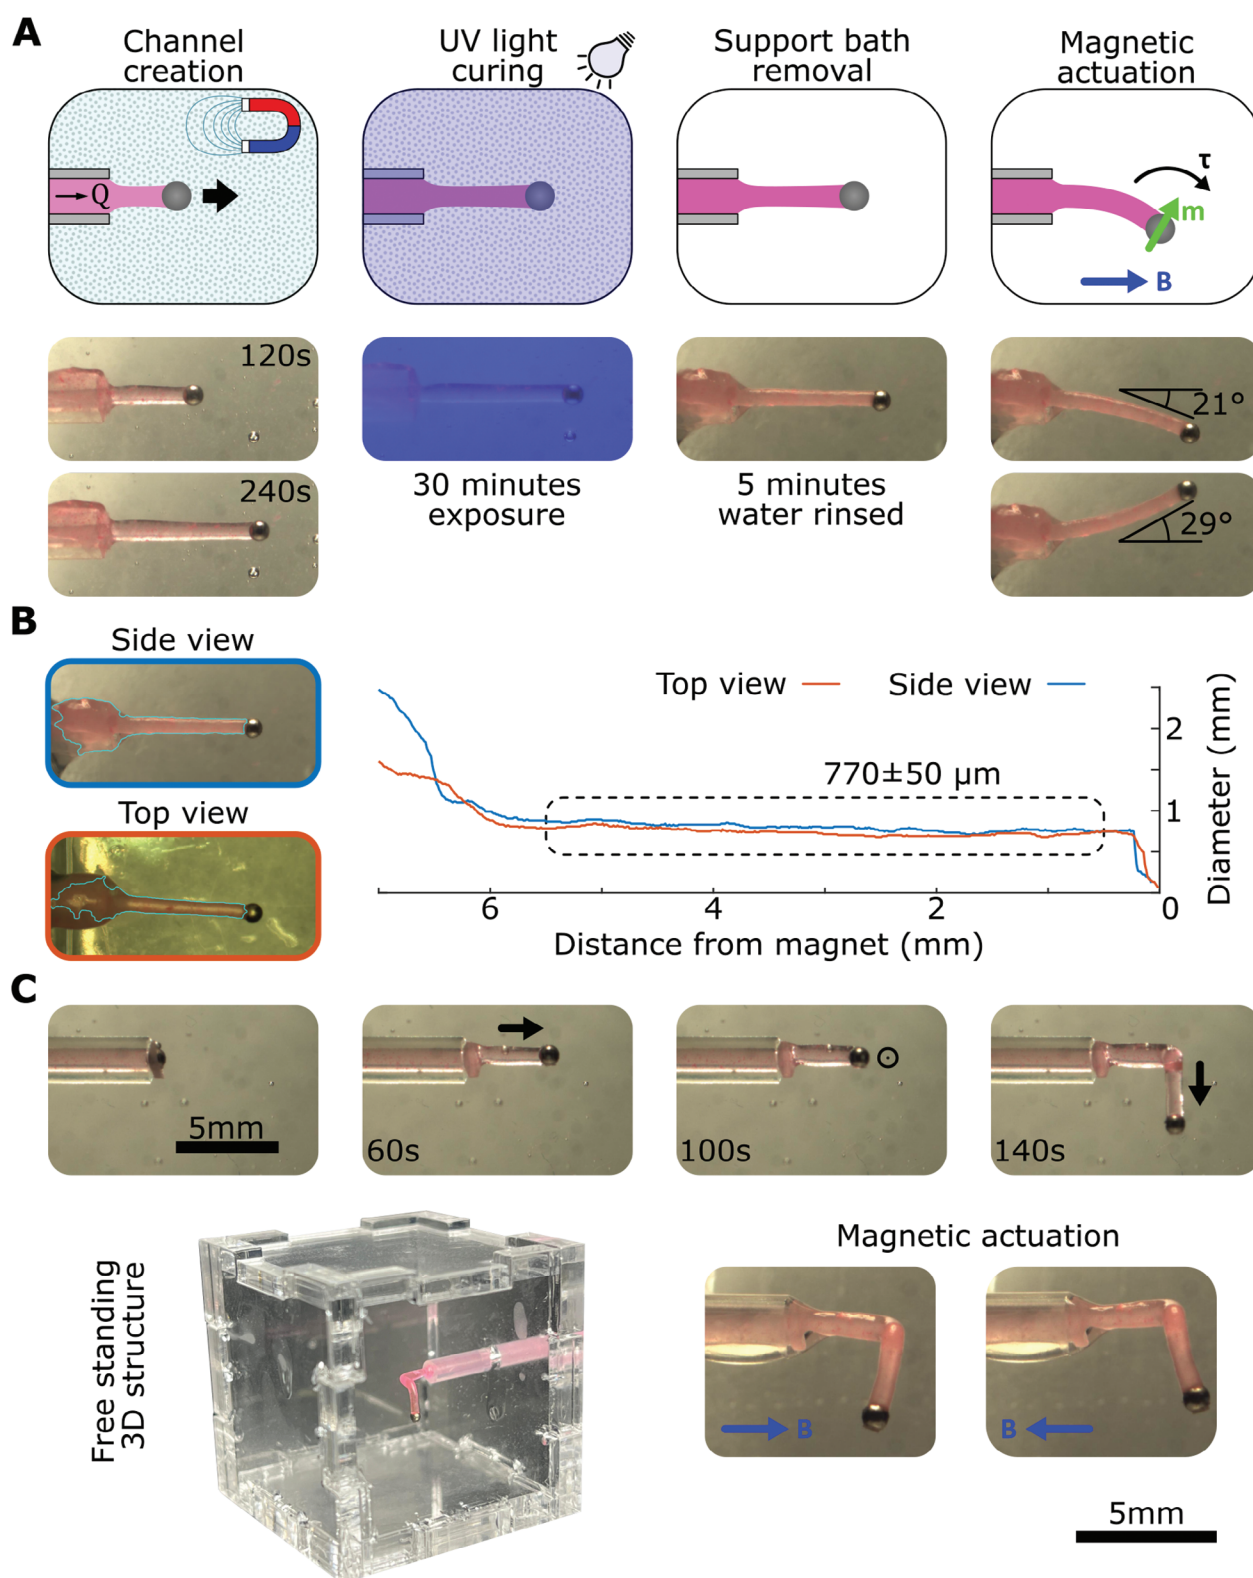 A
Channel
creation
UV light
curing
Support bath
removal
Magnetic
actuation
Q
τ
m
B
120s
240s
30 minutes
exposure
5 minutes
water rinsed
21°
29°
B
Side view
Top view
Top view
Side view
770±50 μm
2
1
Diameter (mm)
6
4
2
0
Distance from magnet (mm)
C
5mm
60s
100s
140s
Free standing
3D structure
Magnetic actuation
B
B
5mm